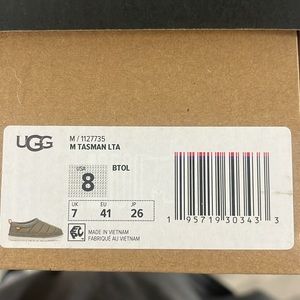 UGG
M / 1127735
M TASMAN LTA
USA
8
BTOL
UK EU JP
7 41 26
MADE IN VIETNAM
FABRIQUÉ AU VIETNAM
1 95719 30343 3